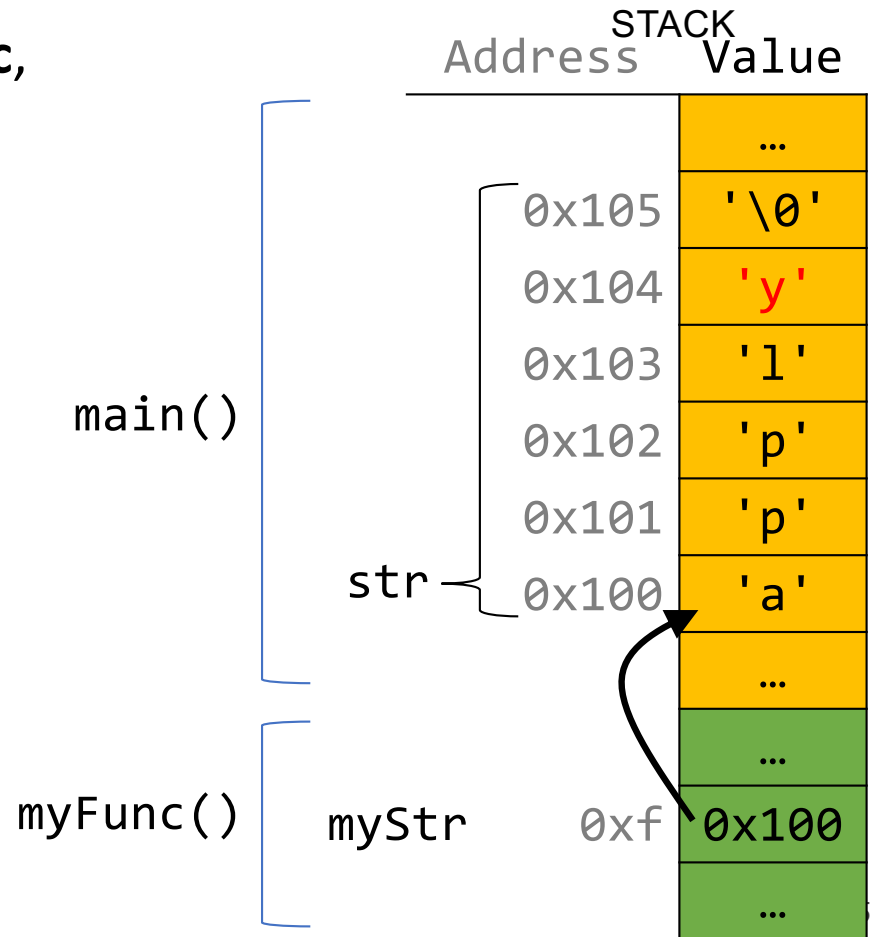 STACK
c,
Address Value
…
0x105 '\0'
0x104 'y'
0x103 'l'
main()
0x102 'p'
0x101 'p'
str 0x100 'a'
…
…
myFunc() myStr 0xf 0x100
…